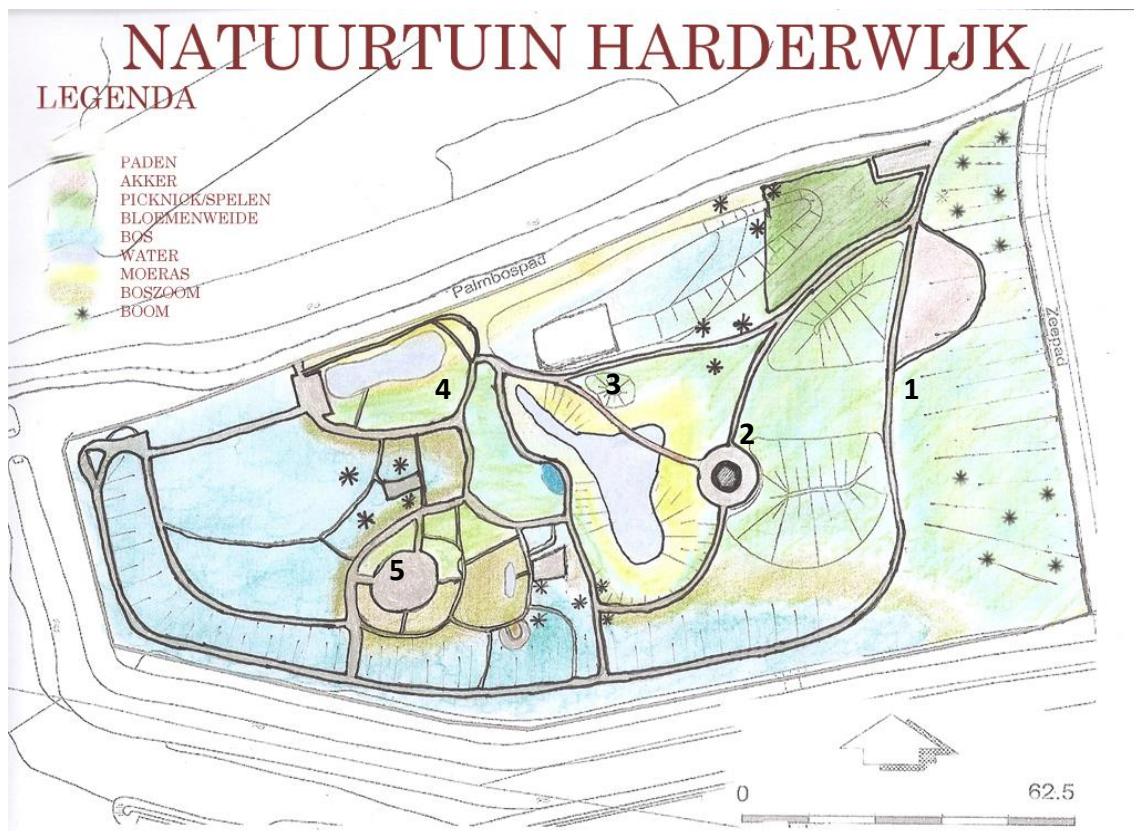 NATUURTUIN HARDERWIJK
LEGENDA
PADEN
AKKER
PICKNICK/SPELEN
BLOEMENWEIDE
BOS
WATER
MOERAS
BOSZOOM
BOOM
Palmbospad
Zeepad
4
3
1
2
5
0 62.5